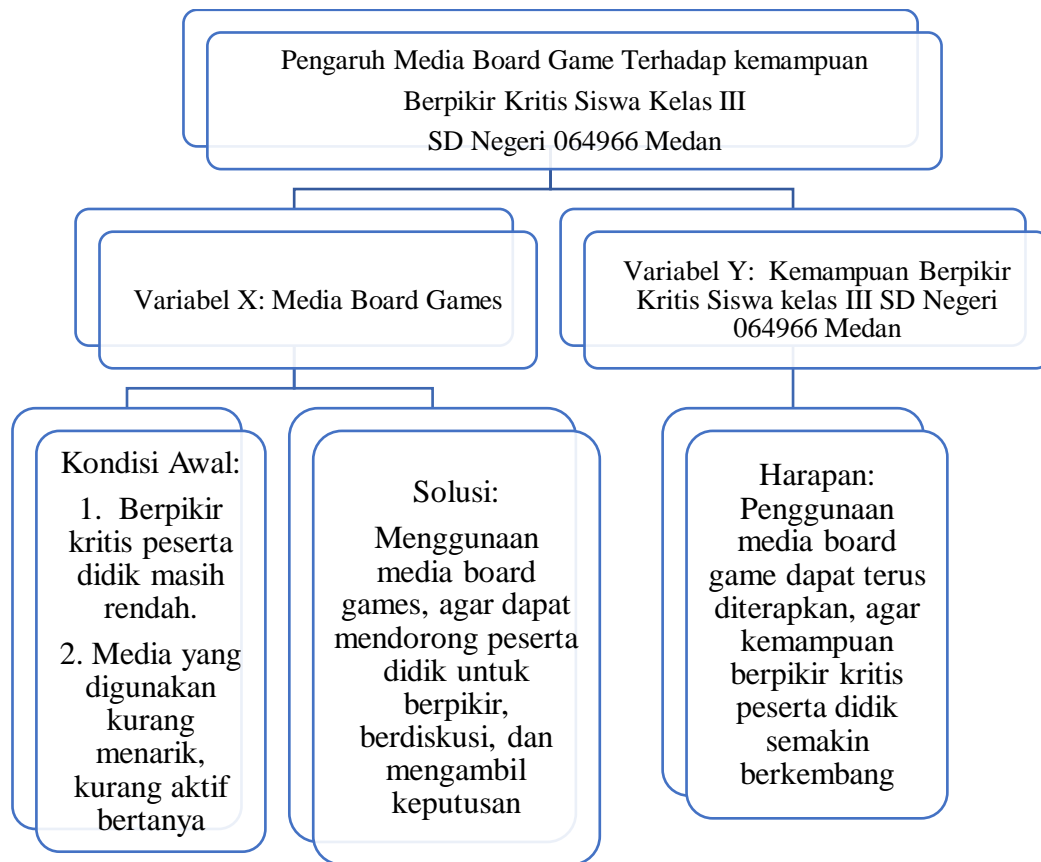 Pengaruh Media Board Game Terhadap kemampuan
Berpikir Kritis Siswa Kelas III
SD Negeri 064966 Medan
Variabel X: Media Board Games
Variabel Y:  Kemampuan Berpikir
Kritis Siswa kelas III SD Negeri
064966 Medan
Kondisi Awal:
1.  Berpikir
kritis peserta
didik masih
rendah.
2. Media yang
digunakan
kurang
menarik,
kurang aktif
bertanya
Solusi:
Menggunaan
media board
games, agar dapat
mendorong peserta
didik untuk
berpikir,
berdiskusi, dan
mengambil
keputusan
Harapan:
Penggunaan
media board
game dapat terus
diterapkan, agar
kemampuan
berpikir kritis
peserta didik
semakin
berkembang